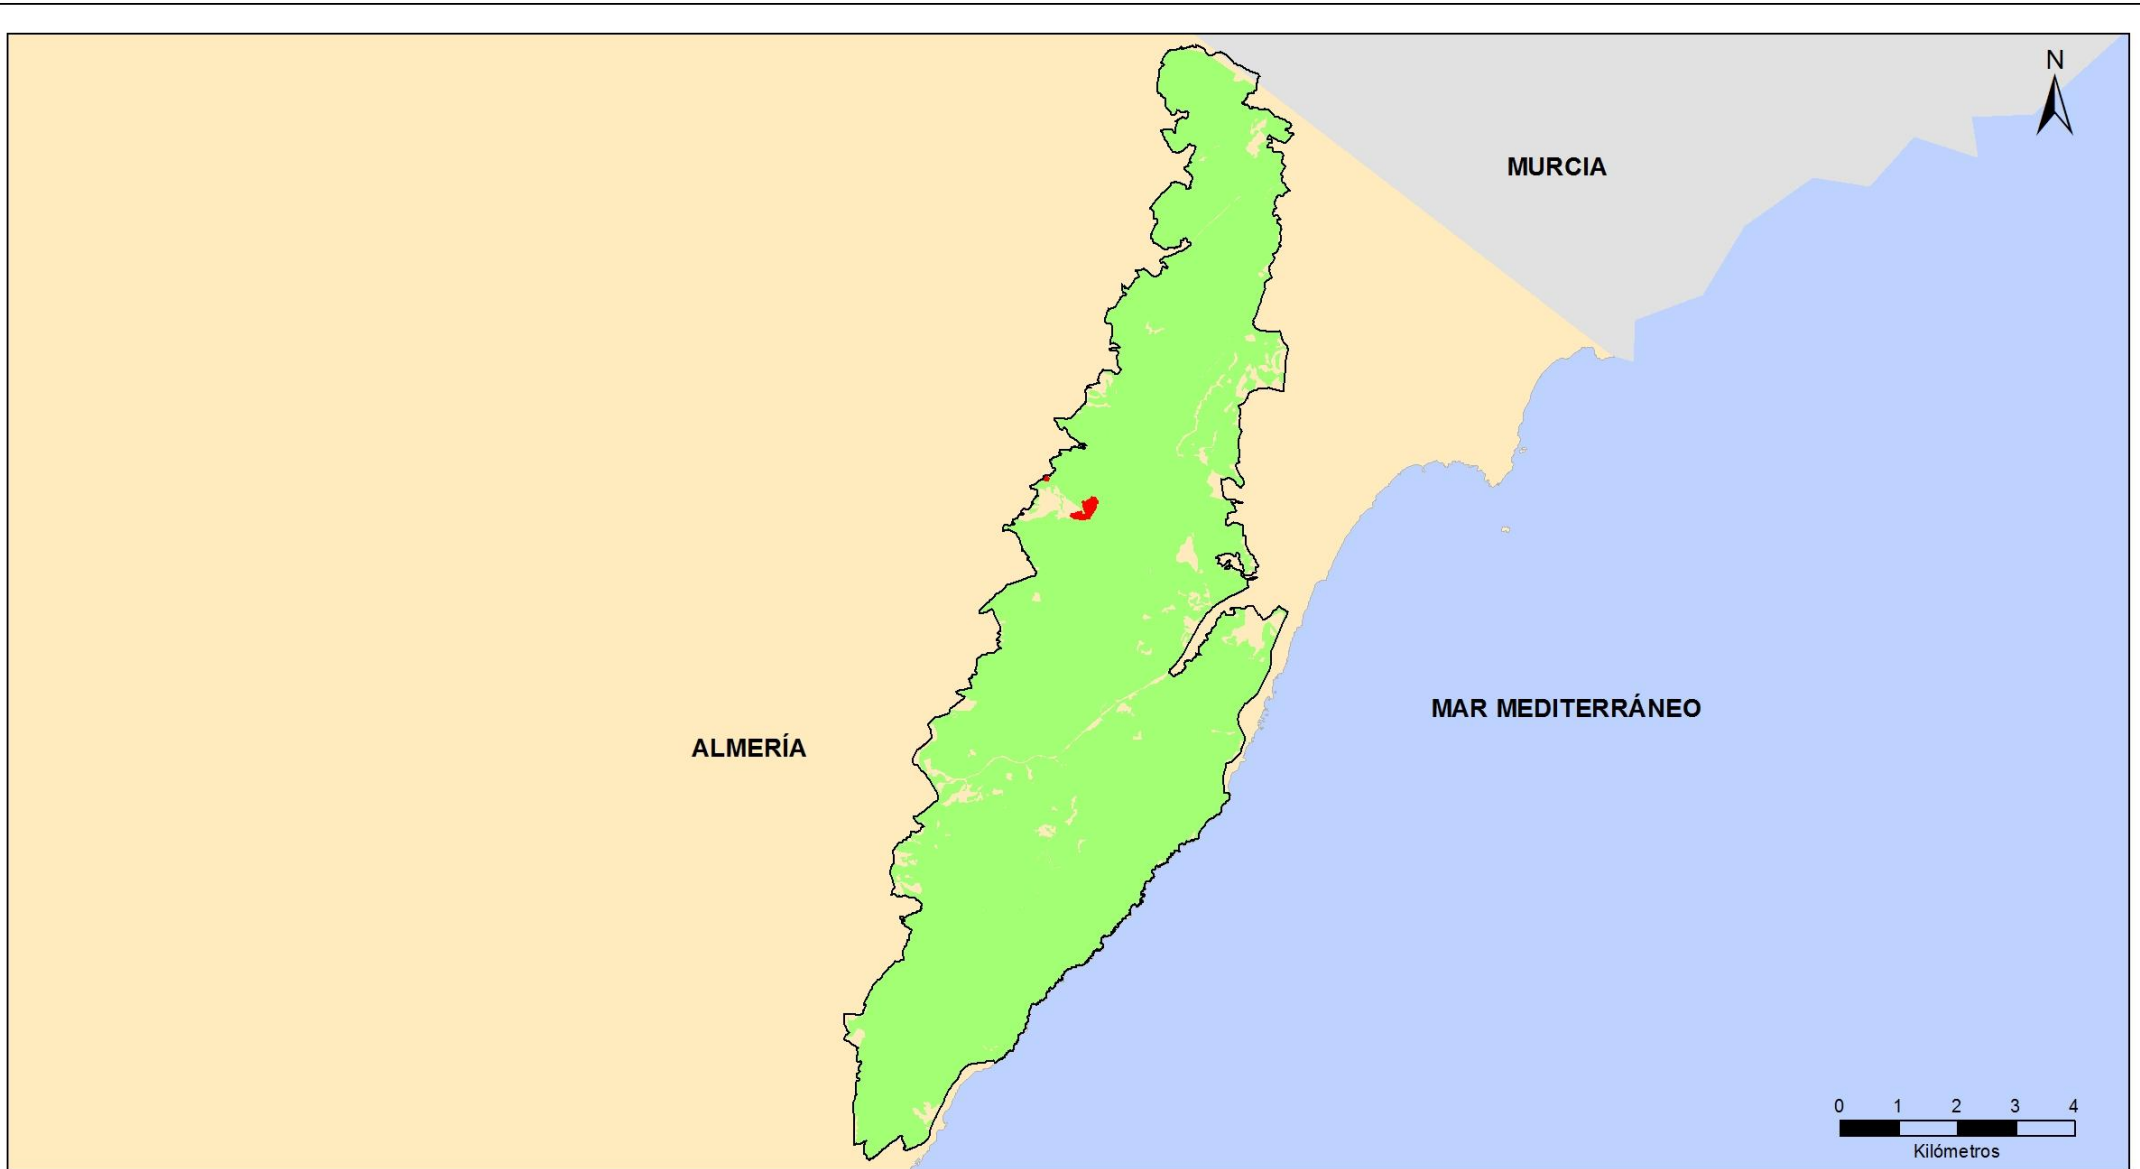 N
MURCIA
MAR MEDITERRÁNEO
ALMERÍA
0 1 2 3 4
Kilómetros